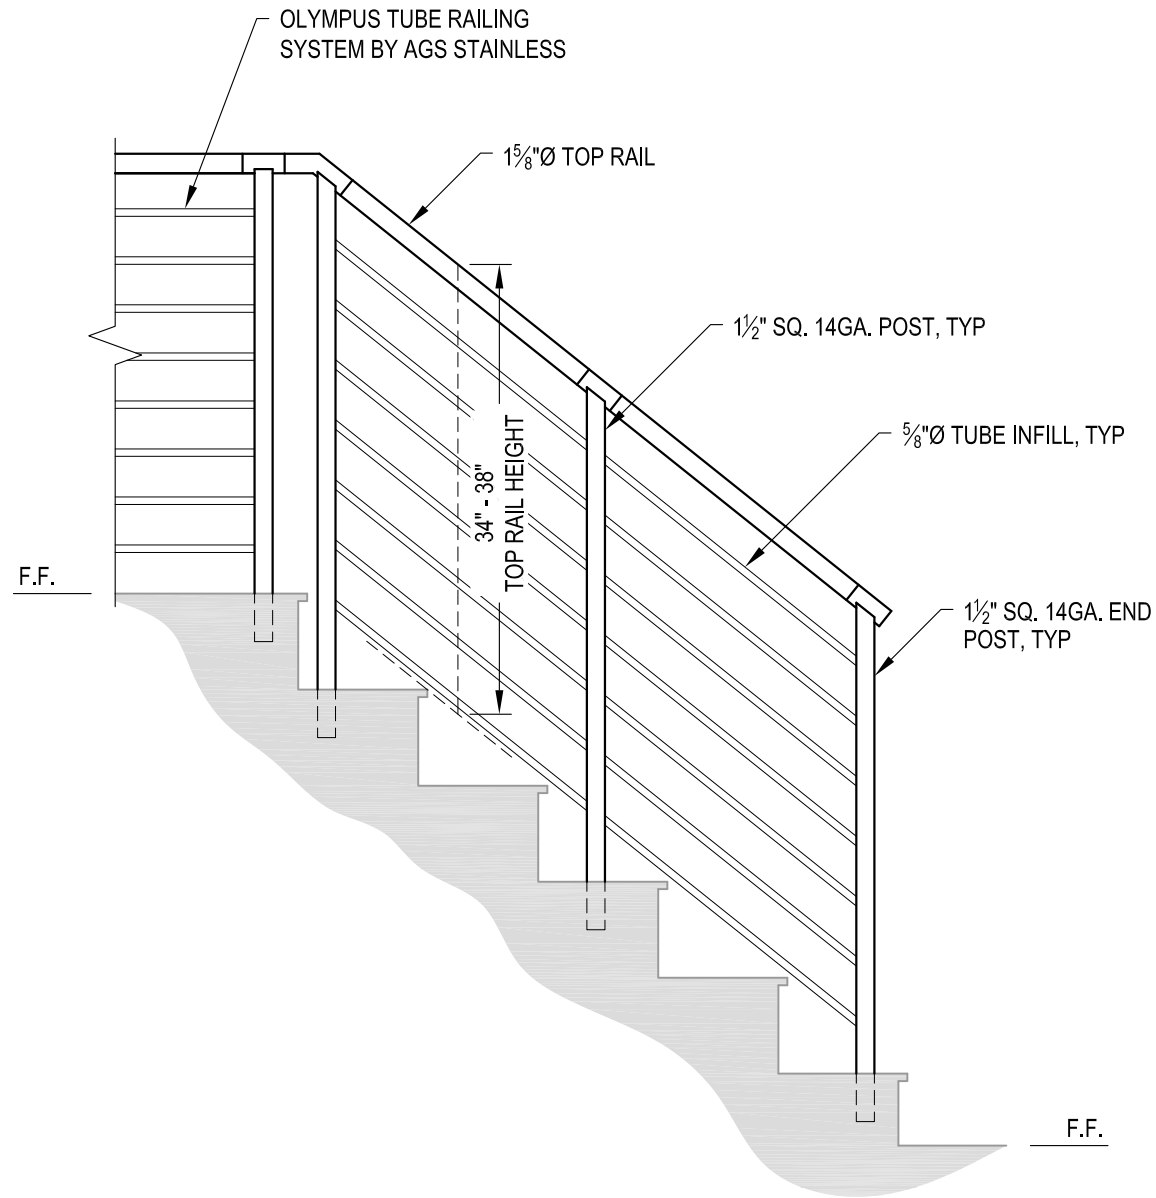 OLYMPUS TUBE RAILING
SYSTEM BY AGS STAINLESS
1⅝"Ø TOP RAIL
1½" SQ. 14GA. POST, TYP
⅝"Ø TUBE INFILL, TYP
34" - 38"
TOP RAIL HEIGHT
F.F.
1½" SQ. 14GA. END
POST, TYP
F.F.